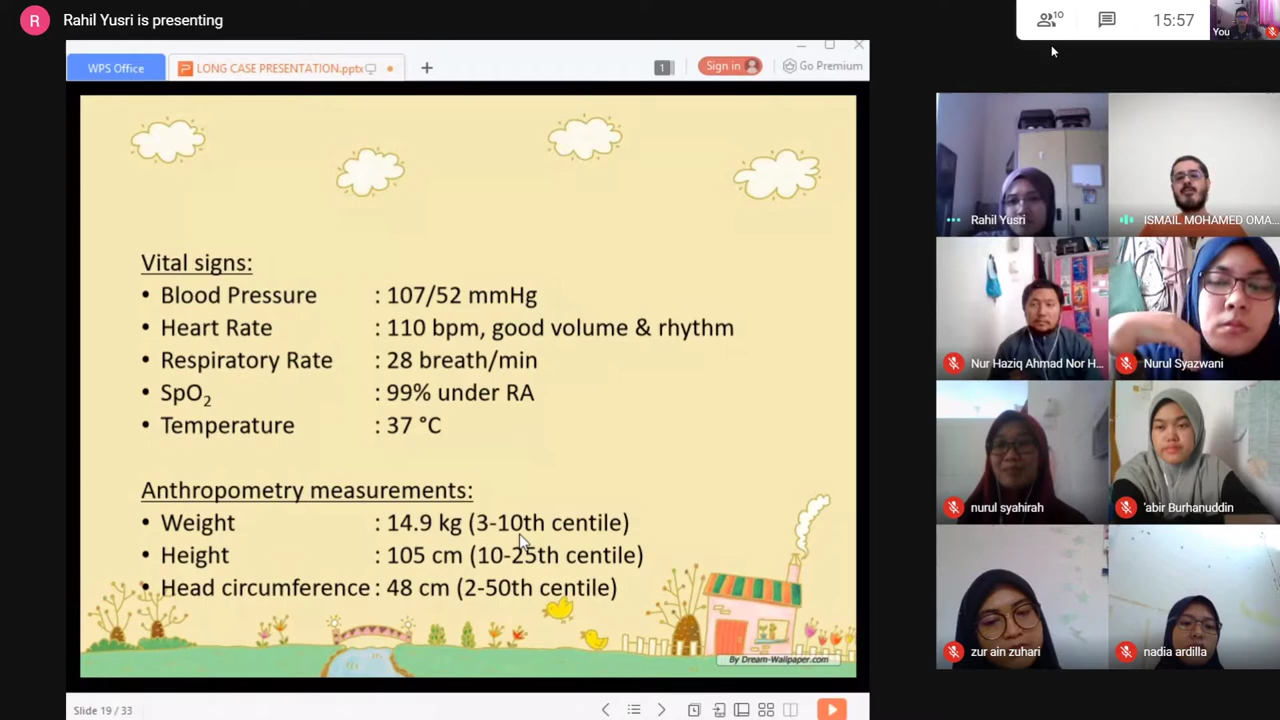 R Rahil Yusri is presenting
10
15:57
You
WPS Office
LONG CASE PRESENTATION.pptx
1
Sign in
Go Premium
Vital signs:
• Blood Pressure : 107/52 mmHg
• Heart Rate : 110 bpm, good volume & rhythm
• Respiratory Rate : 28 breath/min
• SpO₂ : 99% under RA
• Temperature : 37 °C
Anthropometry measurements:
• Weight : 14.9 kg (3-10th centile)
• Height : 105 cm (10-25th centile)
• Head circumference : 48 cm (2-50th centile)
By Dream-Wallpaper.com
Slide 19 / 33
Rahil Yusri
ISMAIL MOHAMED OMA...
Nur Haziq Ahmad Nor H...
Nurul Syazwani
nurul syahirah
'abir Burhanuddin
zur ain zuhari
nadia ardilla